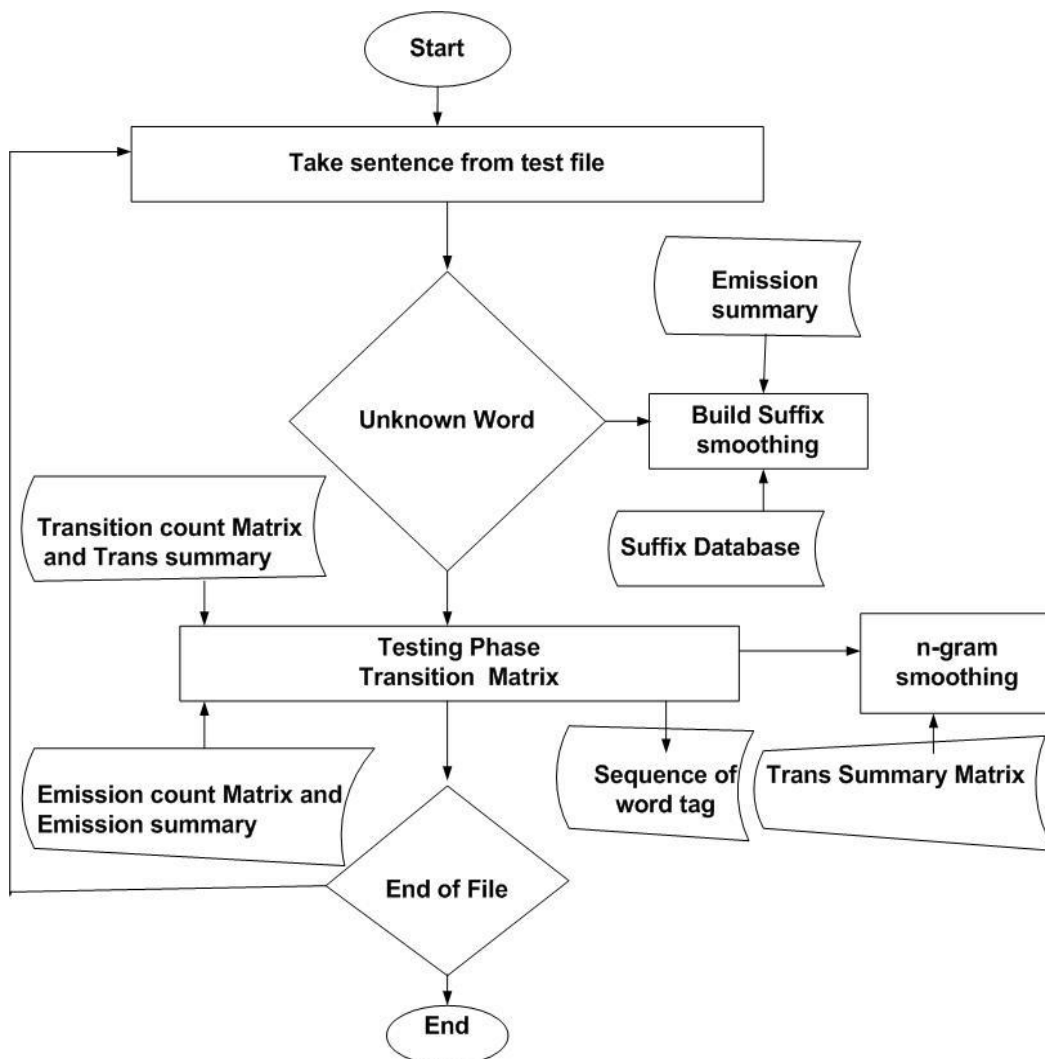 Start
Take sentence from test file
Emission
summary
Unknown Word
Build Suffix
smoothing
Transition count Matrix
and Trans summary
Suffix Database
Testing Phase
Transition Matrix
n-gram
smoothing
Emission count Matrix and
Emission summary
Sequence of
word tag
Trans Summary Matrix
End of File
End